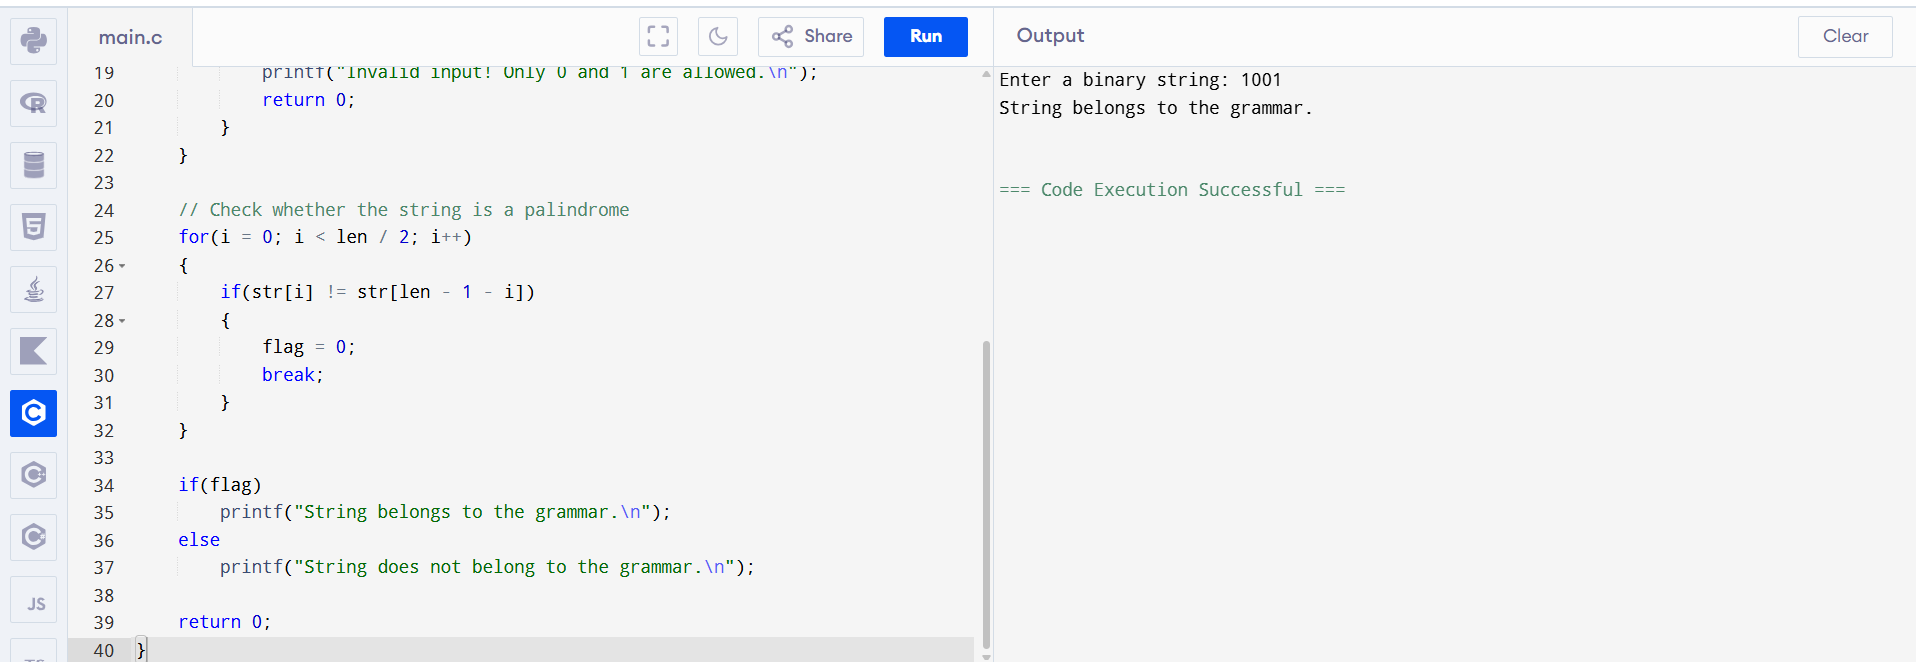 main.c
Share
Run
Output
Clear
19 printf("Invalid input! Only 0 and 1 are allowed.\n");
20 return 0;
21 }
22 }
23
24 // Check whether the string is a palindrome
25 for(i = 0; i < len / 2; i++)
26 {
27 if(str[i] != str[len - 1 - i])
28 {
29 flag = 0;
30 break;
31 }
32 }
33
34 if(flag)
35 printf("String belongs to the grammar.\n");
36 else
37 printf("String does not belong to the grammar.\n");
38
39 return 0;
40 }
Enter a binary string: 1001
String belongs to the grammar.
=== Code Execution Successful ===
R
5
C
C
C
JS
TS